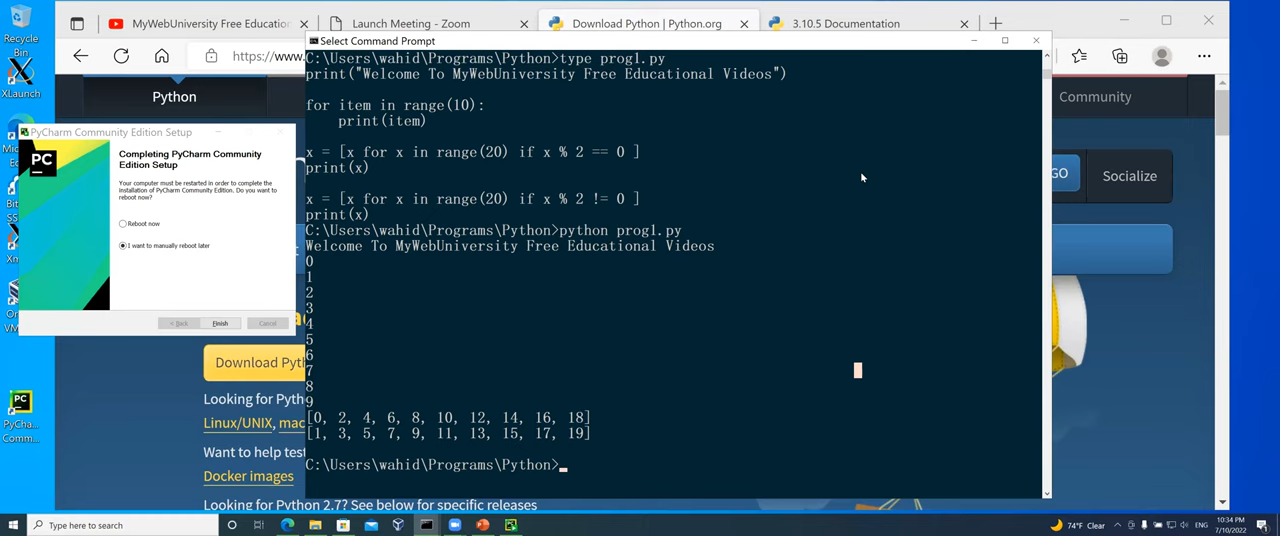 Recycle
Bin
XLaunch
PyCha...
Comm...
MyWebUniversity Free Education
Launch Meeting - Zoom
Download Python | Python.org
3.10.5 Documentation
https://www
Python
Community
GO
Socialize
Download Pyth
Looking for Python
Linux/UNIX, mac
Want to help test
Docker images
Looking for Python 2.7? See below for specific releases
PyCharm Community Edition Setup
PC
Completing PyCharm Community
Edition Setup
Your computer must be restarted in order to complete the
installation of PyCharm Community Edition. Do you want to
reboot now?
Reboot now
I want to manually reboot later
< Back
Finish
Cancel
Select Command Prompt
C:\Users\wahid\Programs\Python>type prog1.py
print("Welcome To MyWebUniversity Free Educational Videos")
for item in range(10):
print(item)
x = [x for x in range(20) if x % 2 == 0 ]
print(x)
x = [x for x in range(20) if x % 2 != 0 ]
print(x)
C:\Users\wahid\Programs\Python>python prog1.py
Welcome To MyWebUniversity Free Educational Videos
0
1
2
3
4
5
6
7
8
9
[0, 2, 4, 6, 8, 10, 12, 14, 16, 18]
[1, 3, 5, 7, 9, 11, 13, 15, 17, 19]
C:\Users\wahid\Programs\Python>
Type here to search
74°F Clear
ENG
10:34 PM
7/10/2022